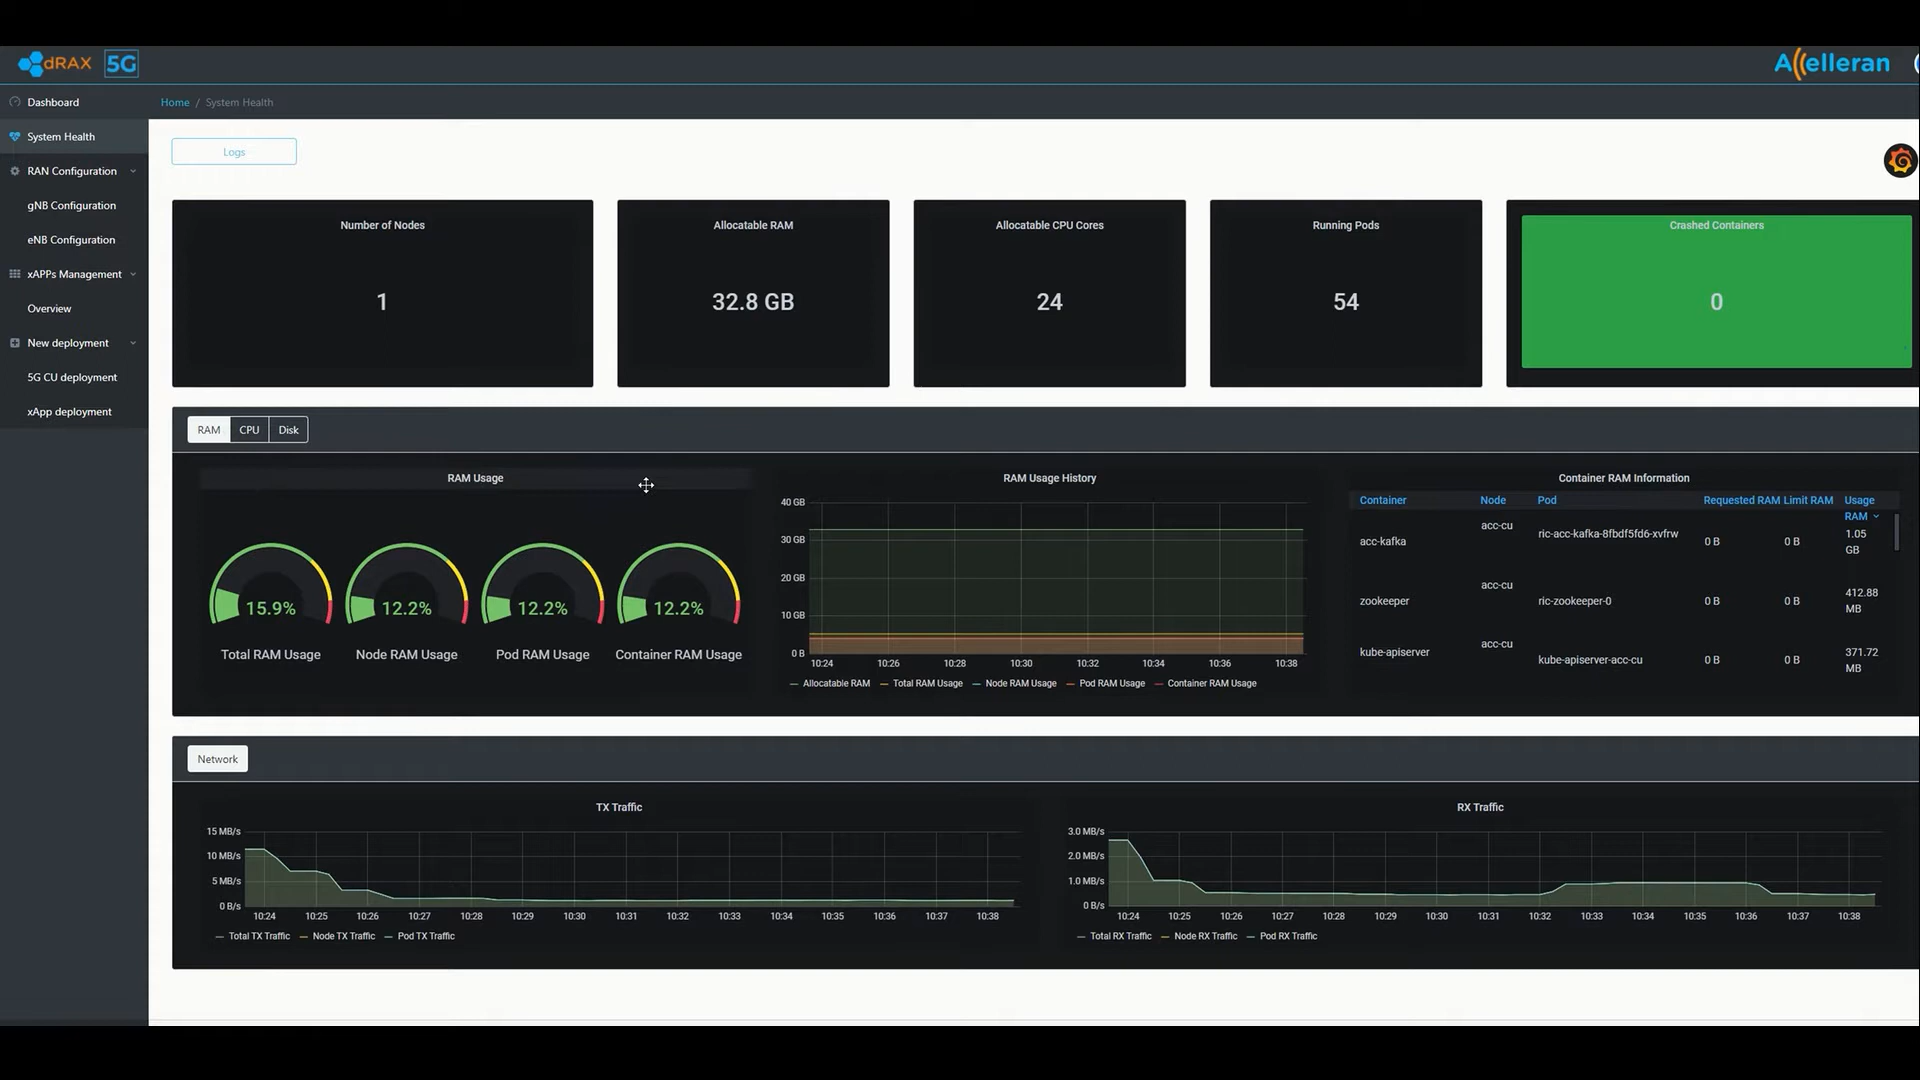 dRAX 5G
Accelleran
Dashboard
Home / System Health
System Health
RAN Configuration
gNB Configuration
eNB Configuration
xAPPs Management
Overview
New deployment
5G CU deployment
xApp deployment
Logs
Number of Nodes
1
Allocatable RAM
32.8 GB
Allocatable CPU Cores
24
Running Pods
54
Crashed Containers
0
RAM CPU Disk
RAM Usage
15.9% 12.2% 12.2% 12.2%
Total RAM Usage Node RAM Usage Pod RAM Usage Container RAM Usage
RAM Usage History
40 GB
30 GB
20 GB
10 GB
0 B
10:24 10:26 10:28 10:30 10:32 10:34 10:36 10:38
Allocatable RAM Total RAM Usage Node RAM Usage Pod RAM Usage Container RAM Usage
Container RAM Information
Container Node Pod Requested RAM Limit RAM Usage RAM
acc-kafka acc-cu ric-acc-kafka-8fbdf5fd6-xvfrw 0 B 0 B 1.05 GB
zookeeper acc-cu ric-zookeeper-0 0 B 0 B 412.88 MB
kube-apiserver acc-cu kube-apiserver-acc-cu 0 B 0 B 371.72 MB
Network
TX Traffic
15 MB/s
10 MB/s
5 MB/s
0 B/s
10:24 10:25 10:26 10:27 10:28 10:29 10:30 10:31 10:32 10:33 10:34 10:35 10:36 10:37 10:38
Total TX Traffic Node TX Traffic Pod TX Traffic
RX Traffic
3.0 MB/s
2.0 MB/s
1.0 MB/s
0 B/s
10:24 10:25 10:26 10:27 10:28 10:29 10:30 10:31 10:32 10:33 10:34 10:35 10:36 10:37 10:38
Total RX Traffic Node RX Traffic Pod RX Traffic